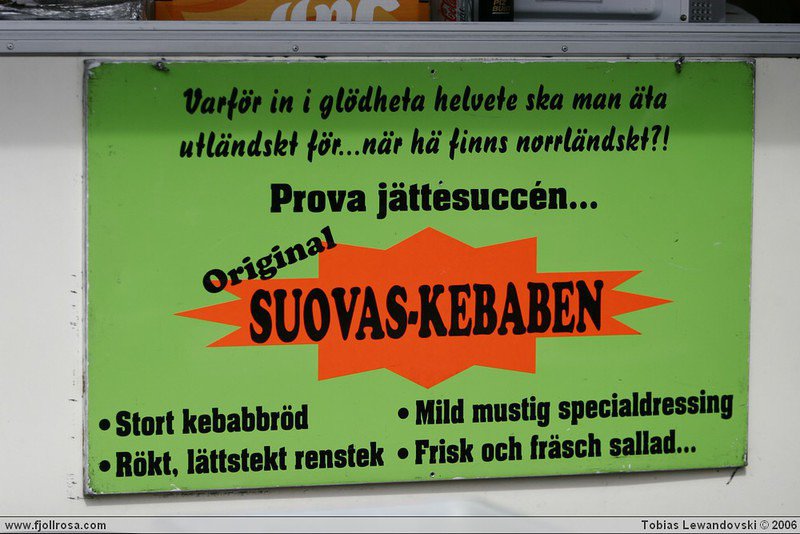 Varför in i glödheta helvete ska man äta
utländskt för...när hä finns norrländskt?!
Prova jättesuccén...
Original
SUOVAS-KEBABEN
• Stort kebabbröd
• Rökt, lättstekt renstek
• Mild mustig specialdressing
• Frisk och fräsch sallad...
www.fjollrosa.com
Tobias Lewandovski © 2006